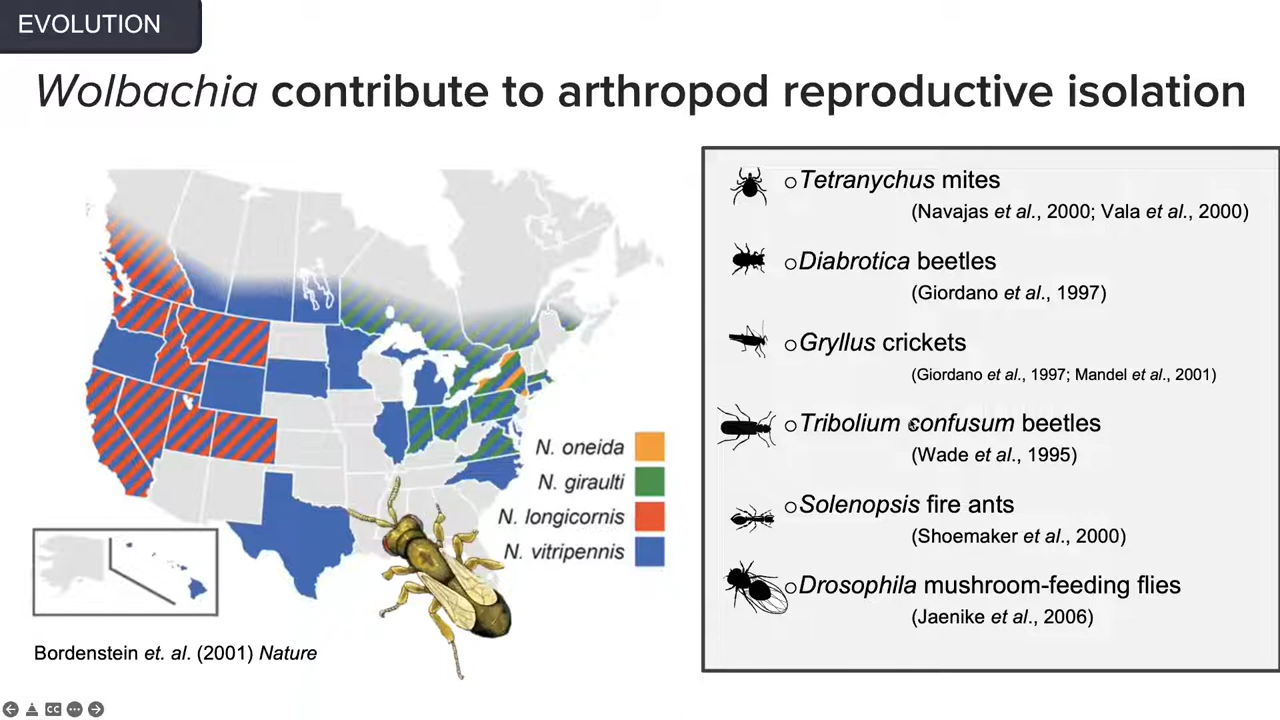 EVOLUTION
Wolbachia contribute to arthropod reproductive isolation
N. oneida
N. giraulti
N. longicornis
N. vitripennis
Bordenstein et. al. (2001) Nature
Tetranychus mites
(Navajas et al., 2000; Vala et al., 2000)
Diabrotica beetles
(Giordano et al., 1997)
Gryllus crickets
(Giordano et al., 1997; Mandel et al., 2001)
Tribolium confusum beetles
(Wade et al., 1995)
Solenopsis fire ants
(Shoemaker et al., 2000)
Drosophila mushroom-feeding flies
(Jaenike et al., 2006)
CC